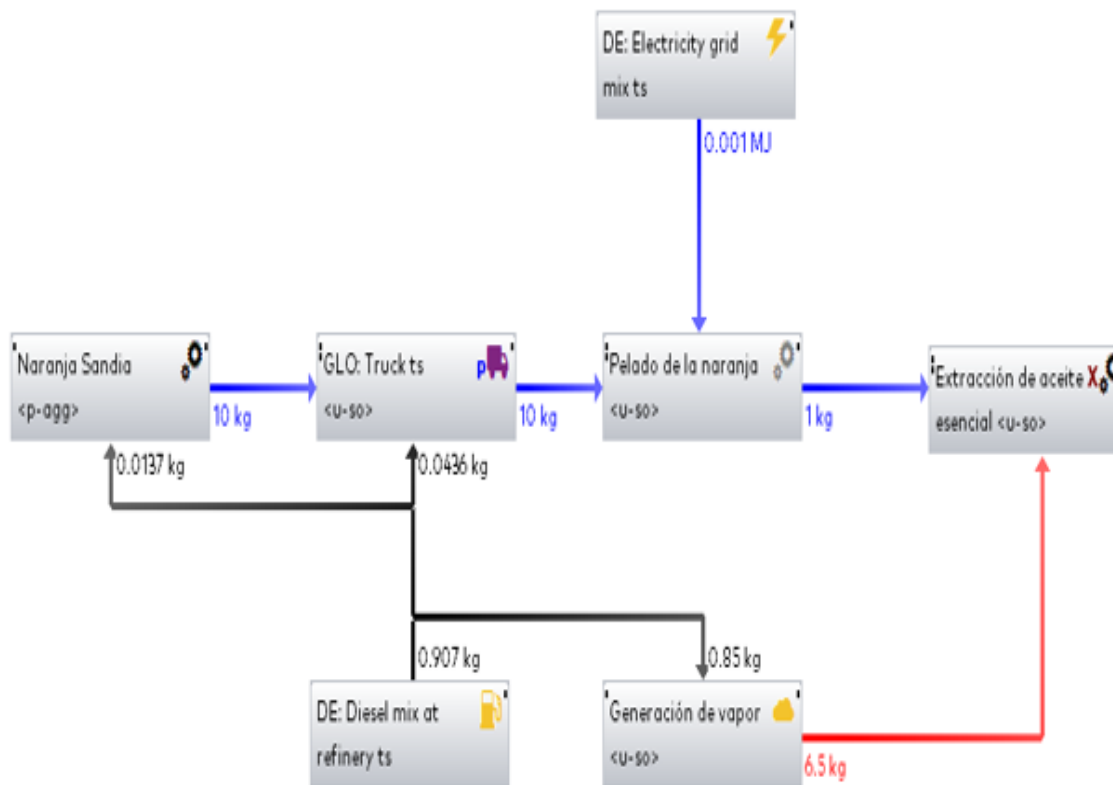 DE: Electricity grid
mix ts
0.001 MJ
Naranja Sandia
<p-agg>
10 kg
GLO: Truck ts
<u-so>
p
10 kg
Pelado de la naranja
<u-so>
1 kg
Extracción de aceite X
esencial <u-so>
0.0137 kg
0.0436 kg
0.907 kg
0.85 kg
DE: Diesel mix at
refinery ts
Generación de vapor
<u-so>
6.5 kg